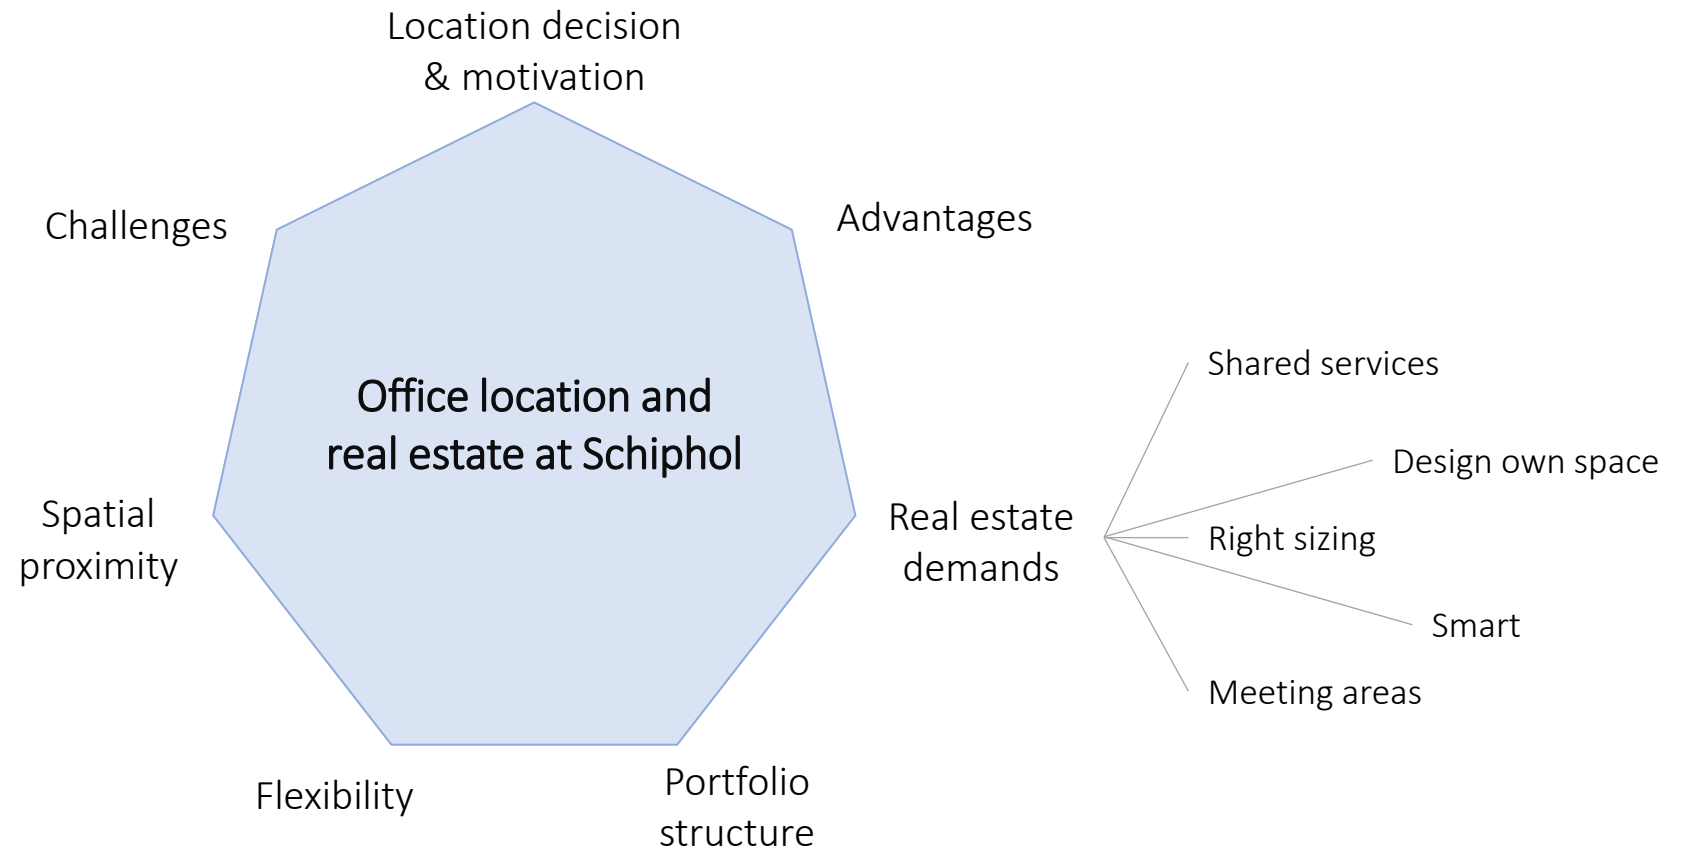 Location decision
& motivation
Challenges
Advantages
Office location and
real estate at Schiphol
Spatial
proximity
Real estate
demands
Shared services
Design own space
Right sizing
Smart
Meeting areas
Flexibility
Portfolio
structure